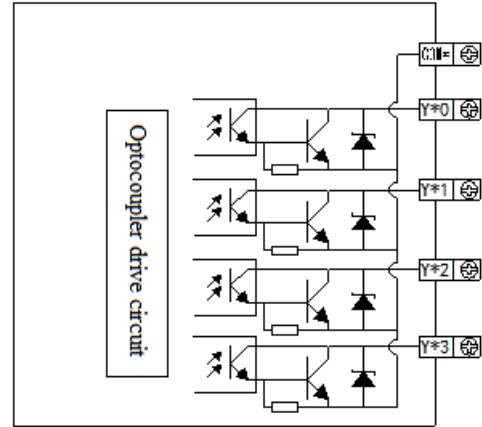 COM*
Y*0
Optocoupler drive circuit
Y*1
Y*2
Y*3